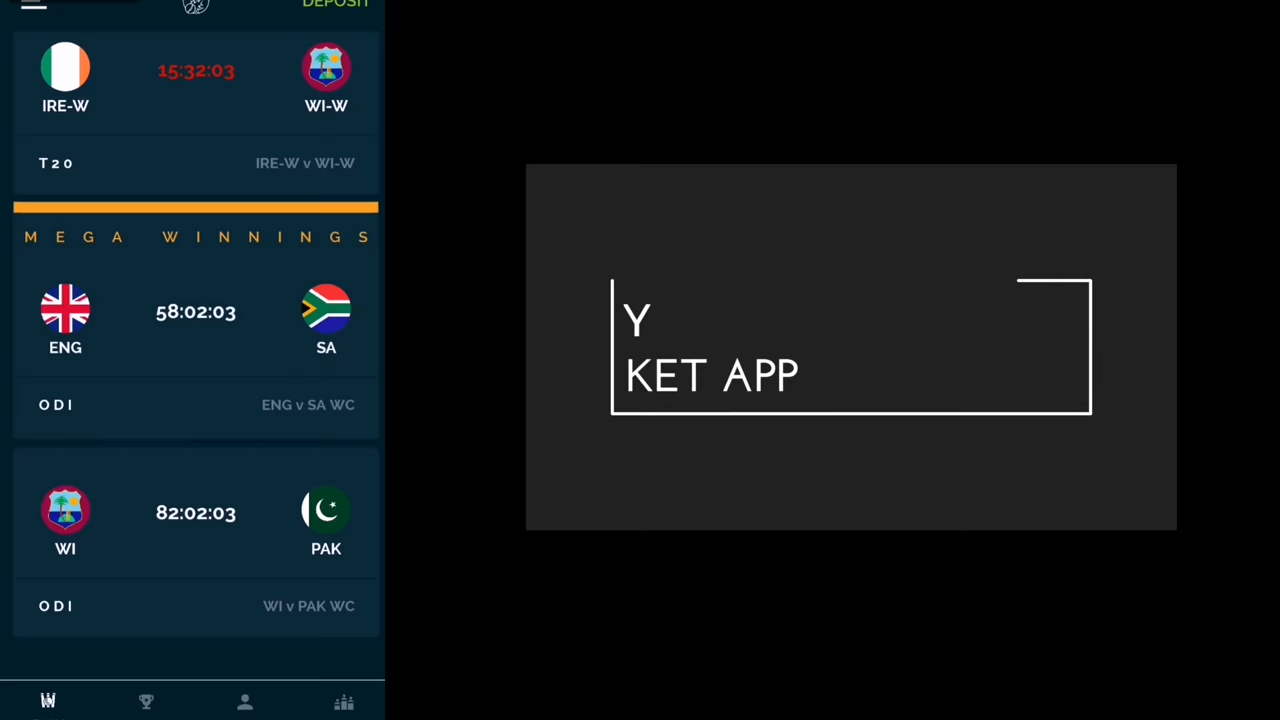 DEPOSIT
15:32:03
IRE-W
WI-W
T20
IRE-W v WI-W
MEGA WINNINGS
58:02:03
ENG
SA
ODI
ENG v SA WC
82:02:03
WI
PAK
ODI
WI v PAK WC
Y
KET APP